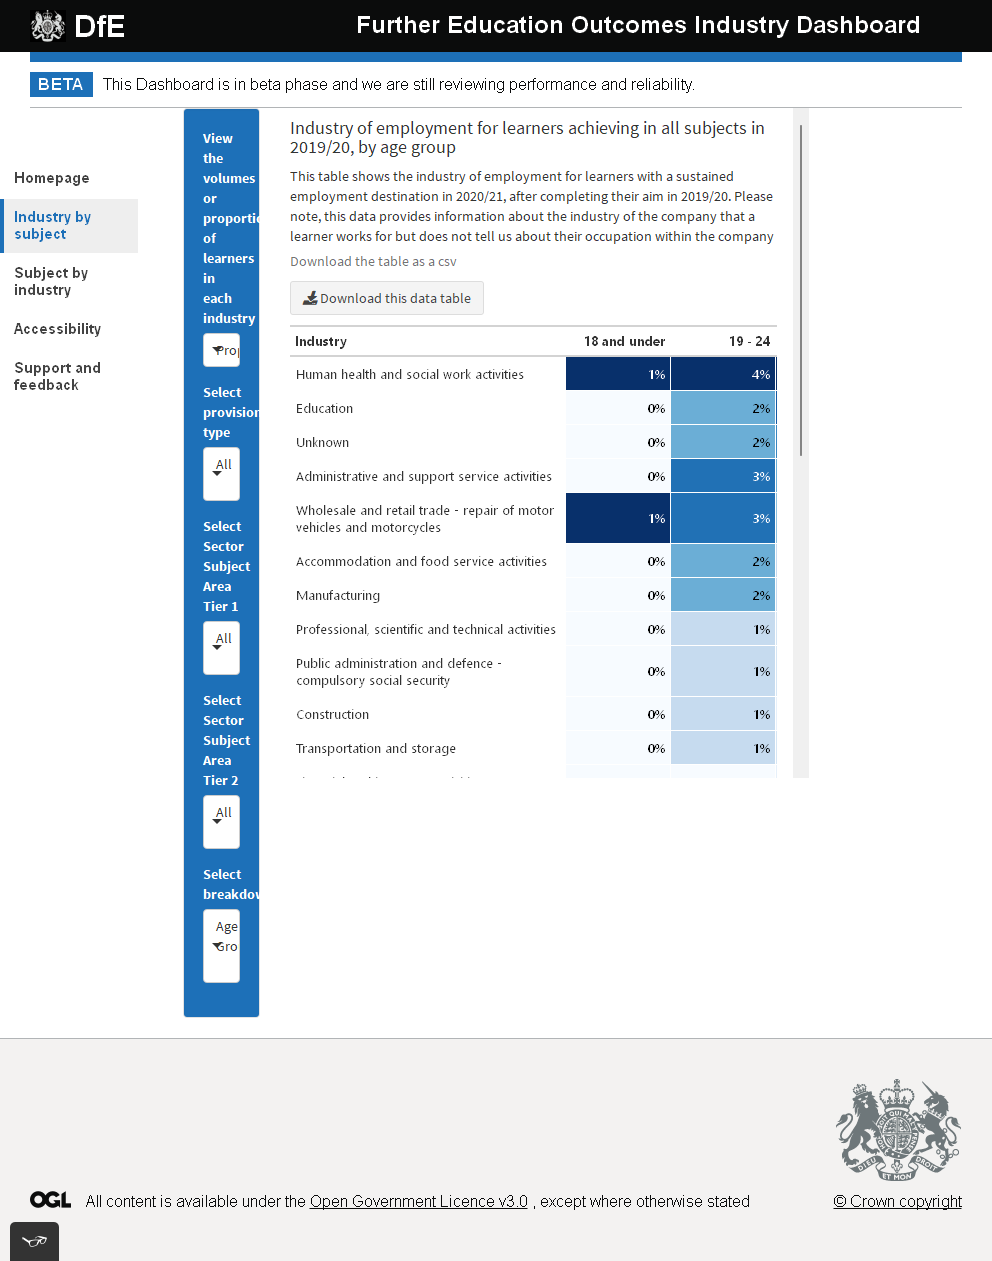 DfE
Further Education Outcomes Industry Dashboard
BETA
This Dashboard is in beta phase and we are still reviewing performance and reliability.
Homepage
Industry by
subject
Subject by
industry
Accessibility
Support and
feedback
View
the
volumes
or
proportio
of
learners
in
each
industry
Prop
Select
provision
type
All
Select
Sector
Subject
Area
Tier 1
All
Select
Sector
Subject
Area
Tier 2
All
Select
breakdow
Age
Gro
Industry of employment for learners achieving in all subjects in
2019/20, by age group
This table shows the industry of employment for learners with a sustained
employment destination in 2020/21, after completing their aim in 2019/20. Please
note, this data provides information about the industry of the company that a
learner works for but does not tell us about their occupation within the company
Download the table as a csv
Download this data table
Industry 18 and under 19 - 24
Human health and social work activities 1% 4%
Education 0% 2%
Unknown 0% 2%
Administrative and support service activities 0% 3%
Wholesale and retail trade - repair of motor
vehicles and motorcycles 1% 3%
Accommodation and food service activities 0% 2%
Manufacturing 0% 2%
Professional, scientific and technical activities 0% 1%
Public administration and defence -
compulsory social security 0% 1%
Construction 0% 1%
Transportation and storage 0% 1%
OGL
All content is available under the Open Government Licence v3.0 , except where otherwise stated
© Crown copyright